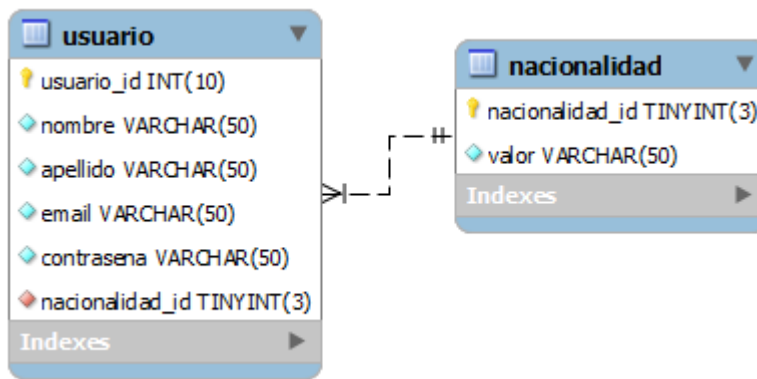 usuario
usuario_id INT(10)
nombre VARCHAR(50)
apellido VARCHAR(50)
email VARCHAR(50)
contrasena VARCHAR(50)
nacionalidad_id TINYINT(3)
Indexes
nacionalidad
nacionalidad_id TINYINT(3)
valor VARCHAR(50)
Indexes